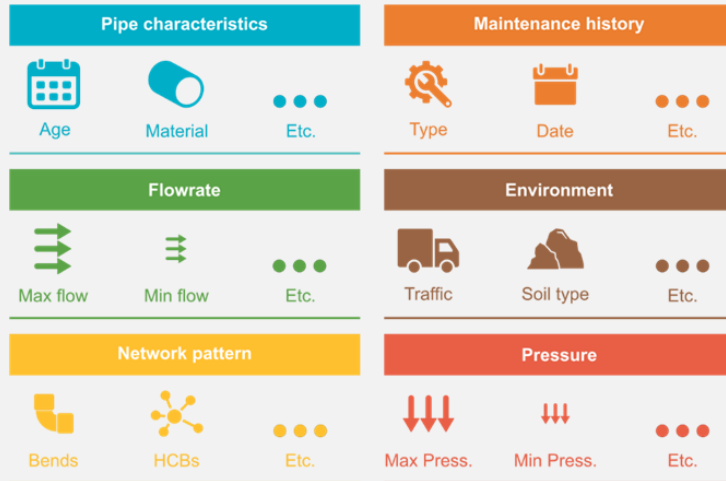 Pipe characteristics
Age
Material
Etc.
Maintenance history
Type
Date
Etc.
Flowrate
Max flow
Min flow
Etc.
Environment
Traffic
Soil type
Etc.
Network pattern
Bends
HCBs
Etc.
Pressure
Max Press.
Min Press.
Etc.